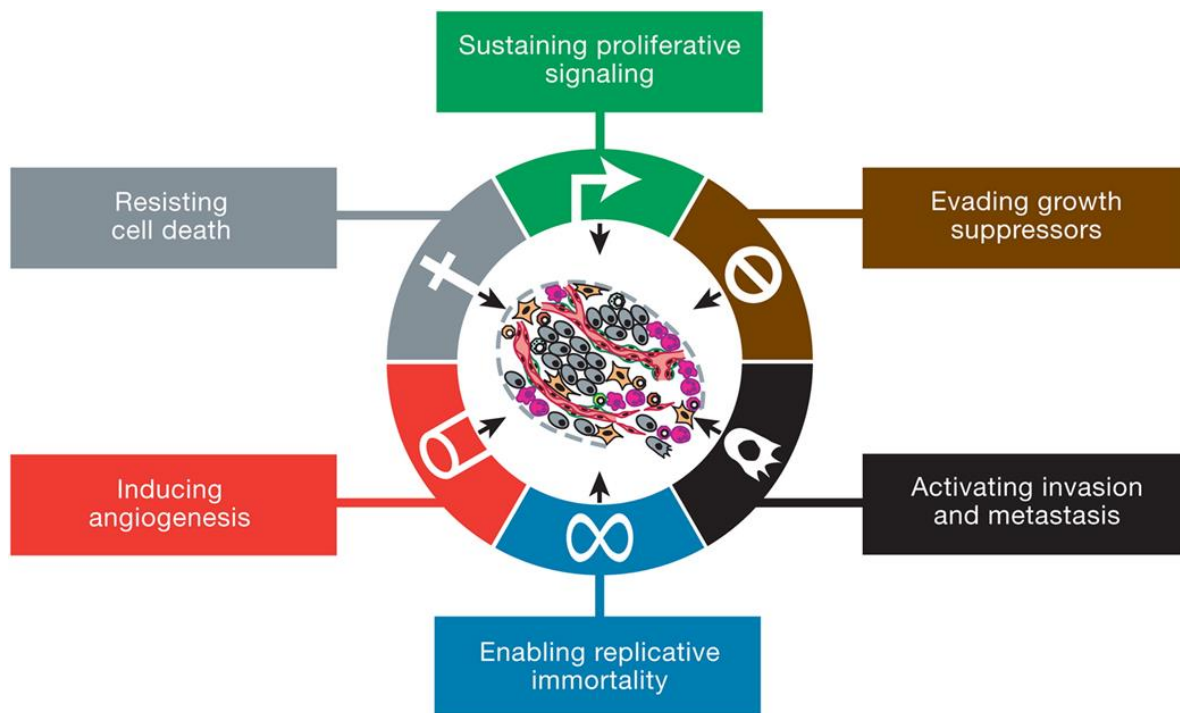 Sustaining proliferative
signaling
Resisting
cell death
Evading growth
suppressors
Inducing
angiogenesis
Activating invasion
and metastasis
Enabling replicative
immortality